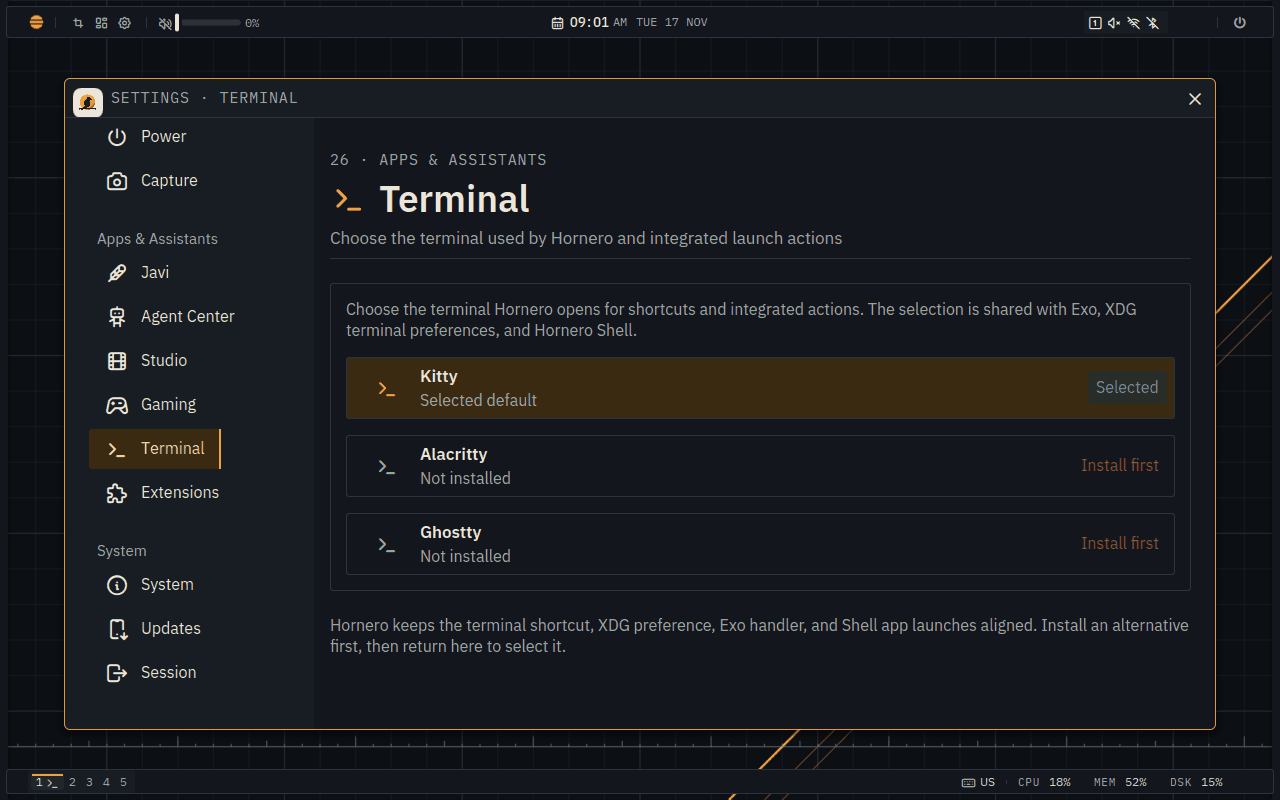 0%
09:01 AM TUE 17 NOV
1
SETTINGS · TERMINAL
Power
Capture
Apps & Assistants
Javi
Agent Center
Studio
Gaming
Terminal
Extensions
System
System
Updates
Session
26 · APPS & ASSISTANTS
Terminal
Choose the terminal used by Hornero and integrated launch actions
Choose the terminal Hornero opens for shortcuts and integrated actions. The selection is shared with Exo, XDG
terminal preferences, and Hornero Shell.
Kitty
Selected default
Selected
Alacritty
Not installed
Install first
Ghostty
Not installed
Install first
Hornero keeps the terminal shortcut, XDG preference, Exo handler, and Shell app launches aligned. Install an alternative
first, then return here to select it.
1 2 3 4 5
US CPU 18% MEM 52% DSK 15%